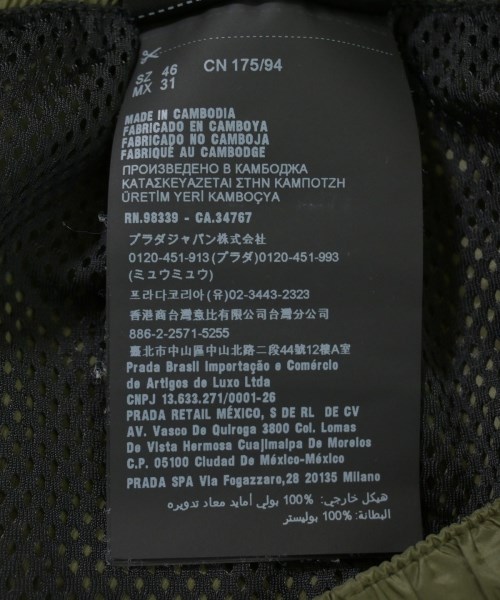 SZ 46 CN 175/94
MX 31
MADE IN CAMBODIA
FABRICADO EN CAMBOYA
FABRICADO NO CAMBOJA
FABRIQUÉ AU CAMBODGE
ПРОИЗВЕДЕНО В КАМБОДЖА
ΚΑΤΑΣΚΕΥΑΖΕΤΑΙ ΣΤΗΝ ΚΑΜΠΟΤΖΗ
ÜRETİM YERİ KAMBOÇYA
RN.98339 - CA.34767
プラダジャパン株式会社
0120-451-913 (プラダ)0120-451-993
(ミュウミュウ)
프라다코리아(유)02-3442-2323
香港商台灣壹比有限公司台灣分公司
886-2-2571-5255
臺北市中山區中山北路二段44號12樓A室
Prada Brasil Importação e Comércio
de Artigos de Luxo Ltda
CNPJ 13.633.271/0001-26
PRADA RETAIL MÉXICO, S DE RL DE CV
AV. Vasco De Quiroga 3800 Col. Lomas
De Vista Hermosa Cuajimalpa De Morelos
C.P. 05100 Ciudad De México-México
PRADA SPA Via Fogazzaro,28 20135 Milano
هيكل خارجي: 100% بولي أمايد معاد تدويره
البطانة: 100% بوليستر